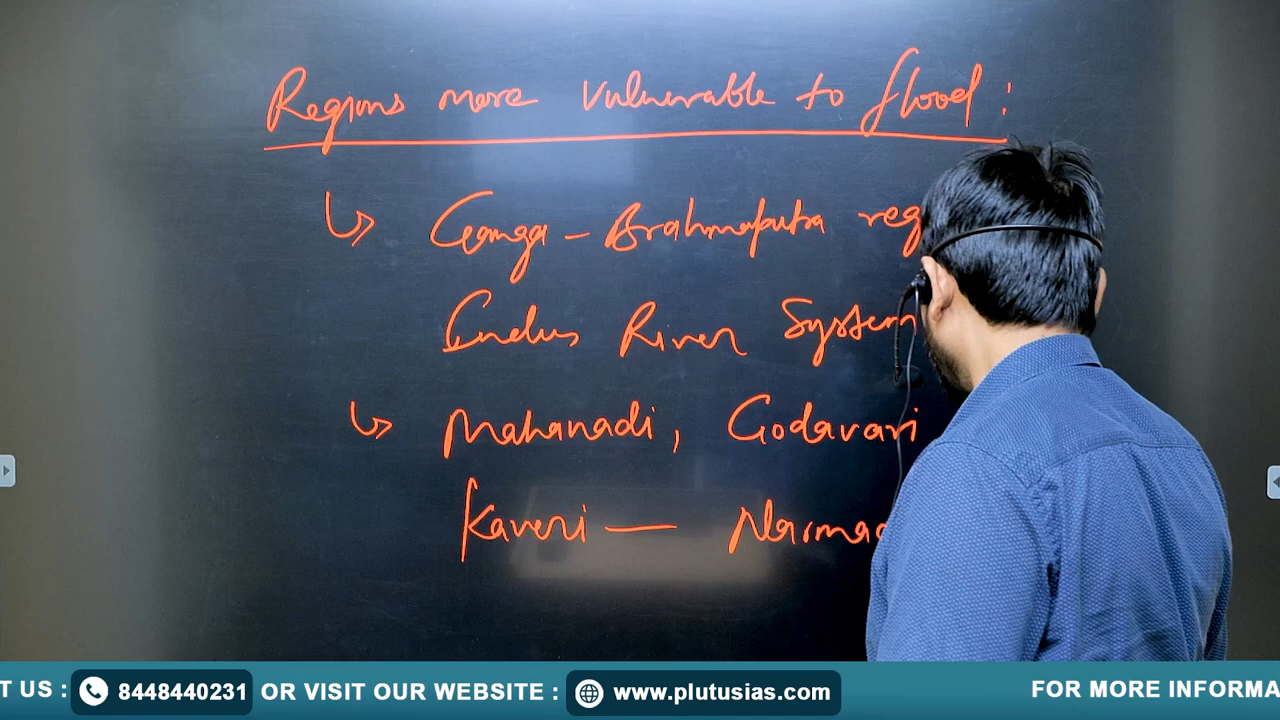 Regions more vulnerable to flood :
↳ Ganga - Brahmaputra reg
Indus River System
↳ Mahanadi, Godavari
Kaveri — Narmad
T US : 8448440231 OR VISIT OUR WEBSITE : www.plutusias.com FOR MORE INFORMA